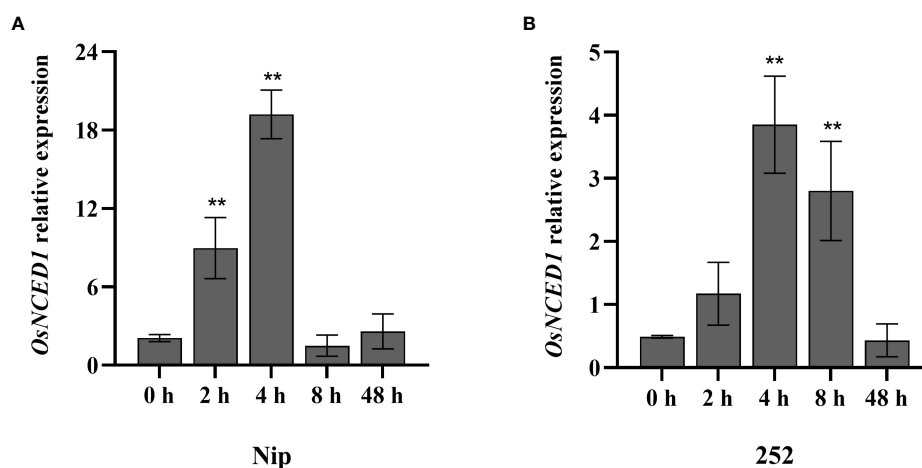 A
OsNCED1 relative expression
24
18
12
6
0
**
**
0 h 2 h 4 h 8 h 48 h
Nip
B
OsNCED1 relative expression
5
4
3
2
1
0
**
**
0 h 2 h 4 h 8 h 48 h
252